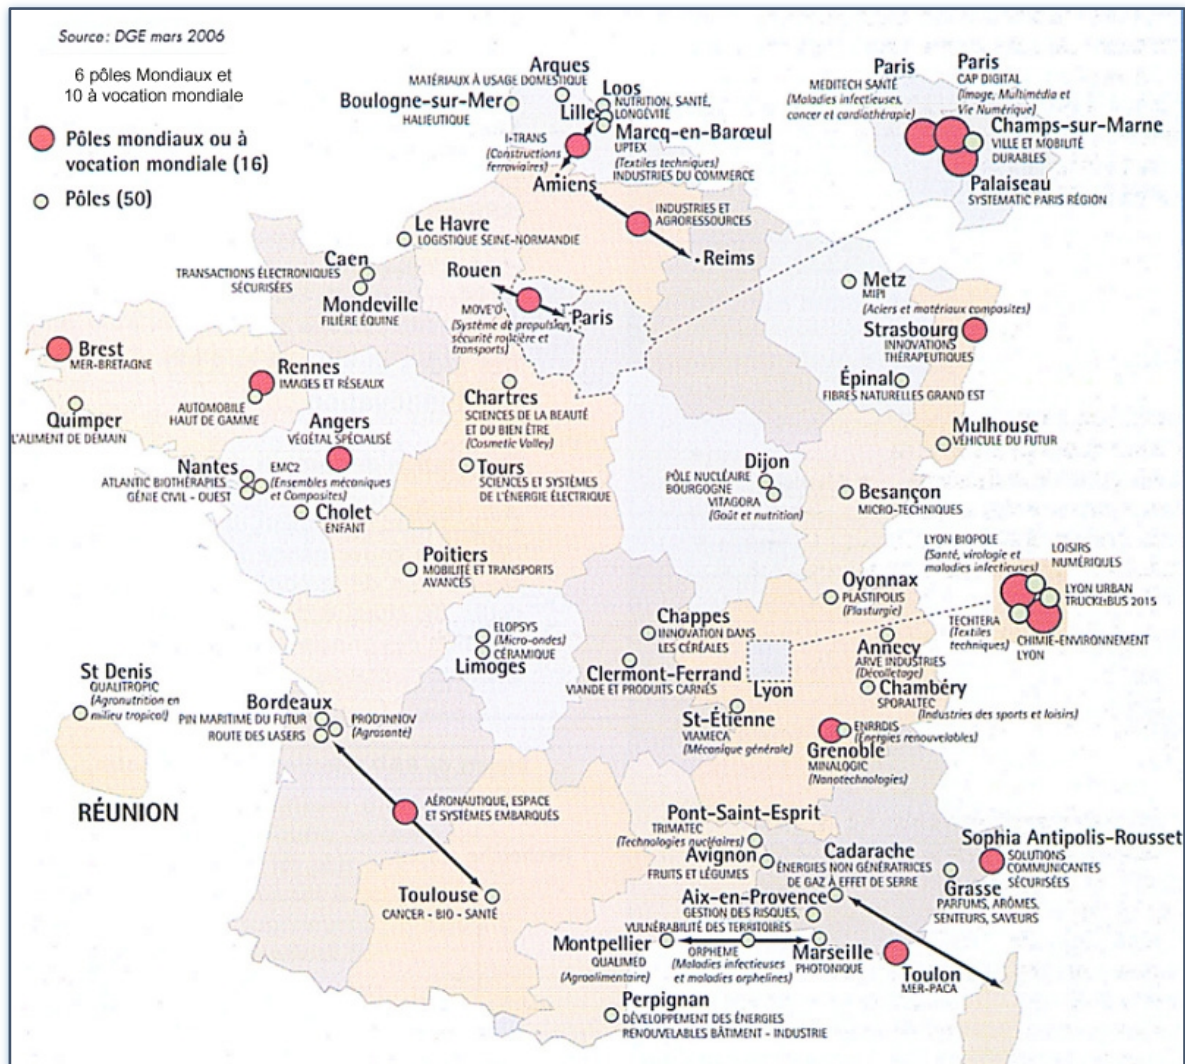 Source: DGE mars 2006
6 pôles Mondiaux et
10 à vocation mondiale
Pôles mondiaux ou à
vocation mondiale (16)
Pôles (50)
Arques
MATÉRIAUX À USAGE DOMESTIQUE
Boulogne-sur-Mer
HALIEUTIQUE
Loos
NUTRITION, SANTÉ,
LONGÉVITÉ
Lille
Marcq-en-Barœul
UPTEX
(Textiles techniques)
INDUSTRIES DU COMMERCE
I-TRANS
(Constructions
ferroviaires)
Amiens
INDUSTRIES ET
AGRORESSOURCES
Reims
Paris
MEDITECH SANTÉ
(Maladies infectieuses,
cancer et cardiothérapie)
Paris
CAP DIGITAL
(Image, Multimédia et
Vie Numérique)
Champs-sur-Marne
VILLE ET MOBILITÉ
DURABLES
Palaiseau
SYSTEMATIC PARIS RÉGION
Le Havre
LOGISTIQUE SEINE-NORMANDIE
Caen
TRANSACTIONS ÉLECTRONIQUES
SÉCURISÉES
Mondeville
FILIÈRE ÉQUINE
Rouen
MOVE'O
(Système de propulsion,
sécurité routière et
transports)
Paris
Metz
MIPI
(Aciers et matériaux composites)
Strasbourg
INNOVATIONS
THÉRAPEUTIQUES
Épinal
FIBRES NATURELLES GRAND EST
Mulhouse
VÉHICULE DU FUTUR
Brest
MER-BRETAGNE
Rennes
IMAGES ET RÉSEAUX
AUTOMOBILE
HAUT DE GAMME
Quimper
L'ALIMENT DE DEMAIN
Angers
VÉGÉTAL SPÉCIALISÉ
Chartres
SCIENCES DE LA BEAUTÉ
ET DU BIEN ÊTRE
(Cosmetic Valley)
Nantes
ATLANTIC BIOTHÉRAPIES
GÉNIE CIVIL - OUEST
EMC2
(Ensembles mécaniques
et Composites)
Cholet
ENFANT
Tours
SCIENCES ET SYSTÈMES
DE L'ÉNERGIE ÉLECTRIQUE
Dijon
PÔLE NUCLÉAIRE
BOURGOGNE
VITAGORA
(Goût et nutrition)
Besançon
MICRO-TECHNIQUES
Poitiers
MOBILITÉ ET TRANSPORTS
AVANCÉS
LYON BIOPOLE
(Santé, virologie et
maladies infectieuses)
LOISIRS
NUMÉRIQUES
LYON URBAN
TRUCK&BUS 2015
TECHTERA
(Textiles
techniques)
CHIMIE-ENVIRONNEMENT
LYON
Oyonnax
PLASTIPOLIS
(Plasturgie)
Annecy
ARVE INDUSTRIES
(Décolletage)
Chambéry
SPORALTEC
(Industries des sports et loisirs)
ELOPSYS
(Micro-ondes)
CÉRAMIQUE
Limoges
Chappes
INNOVATION DANS
LES CÉRÉALES
Clermont-Ferrand
VIANDE ET PRODUITS CARNÉS
Lyon
St-Étienne
VIAMECA
(Mécanique générale)
ENRRDIS
(Énergies renouvelables)
Grenoble
MINALOGIC
(Nanotechnologies)
St Denis
QUALITROPIC
(Agronutrition en
milieu tropical)
RÉUNION
Bordeaux
PIN MARITIME DU FUTUR
ROUTE DES LASERS
PROD'INNOV
(Agrosanté)
AÉRONAUTIQUE, ESPACE
ET SYSTÈMES EMBARQUÉS
Toulouse
CANCER - BIO - SANTÉ
Pont-Saint-Esprit
TRIMATEC
(Technologies nucléaires)
Avignon
FRUITS ET LÉGUMES
Cadarache
ÉNERGIES NON GÉNÉRATRICES
DE GAZ À EFFET DE SERRE
Sophia Antipolis-Rousset
SOLUTIONS
COMMUNICANTES
SÉCURISÉES
Grasse
PARFUMS, ARÔMES,
SENTEURS, SAVEURS
Aix-en-Provence
GESTION DES RISQUES,
VULNÉRABILITÉ DES TERRITOIRES
Montpellier
QUALIMED
(Agroalimentaire)
ORPHEME
(Maladies infectieuses
et maladies orphelines)
Marseille
PHOTONIQUE
Toulon
MER-PACA
Perpignan
DÉVELOPPEMENT DES ÉNERGIES
RENOUVELABLES BÂTIMENT - INDUSTRIE